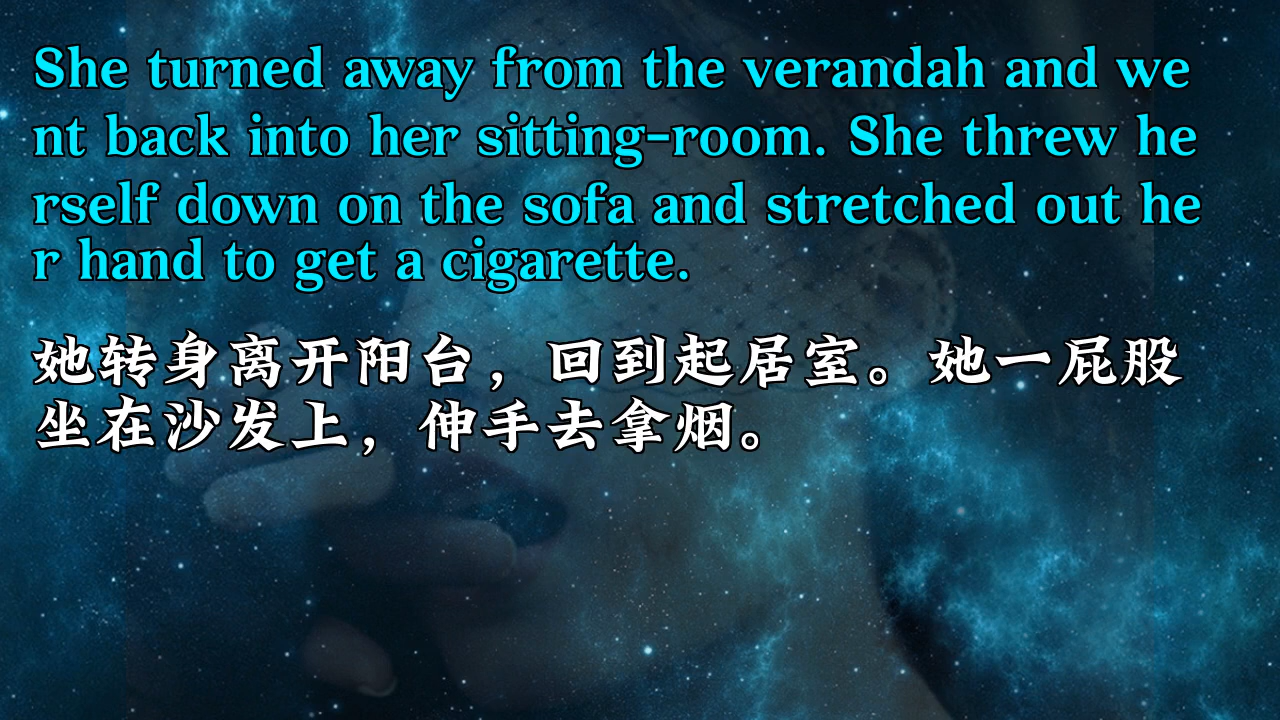 She turned away from the verandah and we
nt back into her sitting-room. She threw he
rself down on the sofa and stretched out he
r hand to get a cigarette.
她转身离开阳台，回到起居室。她一屁股
坐在沙发上，伸手去拿烟。